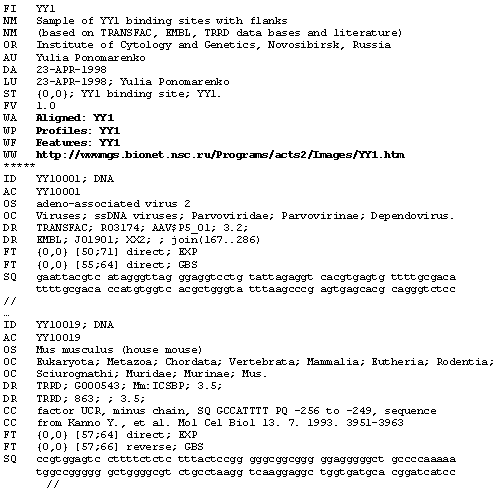 FI YY1
NM Sample of YY1 binding sites with flanks
NM (based on TRANSFAC, EMBL, TRRD data bases and literature)
OR Institute of Cytology and Genetics, Novosibirsk, Russia
AU Yulia Ponomarenko
DA 23-APR-1998
LU 23-APR-1998; Yulia Ponomarenko
ST {0,0}; YY1 binding site; YY1.
FV 1.0
WA Aligned: YY1
WP Profiles: YY1
WF Features: YY1
WW http://wwwmgs.bionet.nsc.ru/Programs/acts2/Images/YY1.htm
*****
ID YY10001; DNA
AC YY10001
OS adeno-associated virus 2
OC Viruses; ssDNA viruses; Parvoviridae; Parvovirinae; Dependovirus.
DR TRANSFAC, R03174; AAV$P5_01; 3.2;
DR EMBL; J01901; XX2; ; join(167..286)
FT {0,0} [50;71] direct; EXP
FT {0,0} [55;64] direct; GBS
SQ gaattacgtc atagggttag ggaggtcctg tattagaggt cacgtgagtg ttttgcgaca
ttttgcgaca ccatgtggtc acgctgggta tttaagcccg agtgagcacg cagggtctcc
//
…
ID YY10019; DNA
AC YY10019
OS Mus musculus (house mouse)
OC Eukaryota; Metazoa; Chordata; Vertebrata; Mammalia; Eutheria; Rodentia;
OC Sciurognathi; Muridae; Murinae; Mus.
DR TRRD; G000543; Mm:ICSBP; 3.5;
DR TRRD; 863; ; 3.5;
CC factor UCR, minus chain, SQ GCCATTTT PQ -256 to -249, sequence
CC from Kanno Y., et al. Mol Cel Biol 13. 7. 1993. 3951-3963
FT {0,0} [57;64] direct; EXP
FT {0,0} [57;66] reverse; GBS
SQ ccgtggagtc cttttctctc tttactccgg gggcggcggg ggagggggct gccccaaaaa
tggccggggg gctggggcgt ctgcctaagg tcaaggaggc tggtgatgca cggatcatcc
//